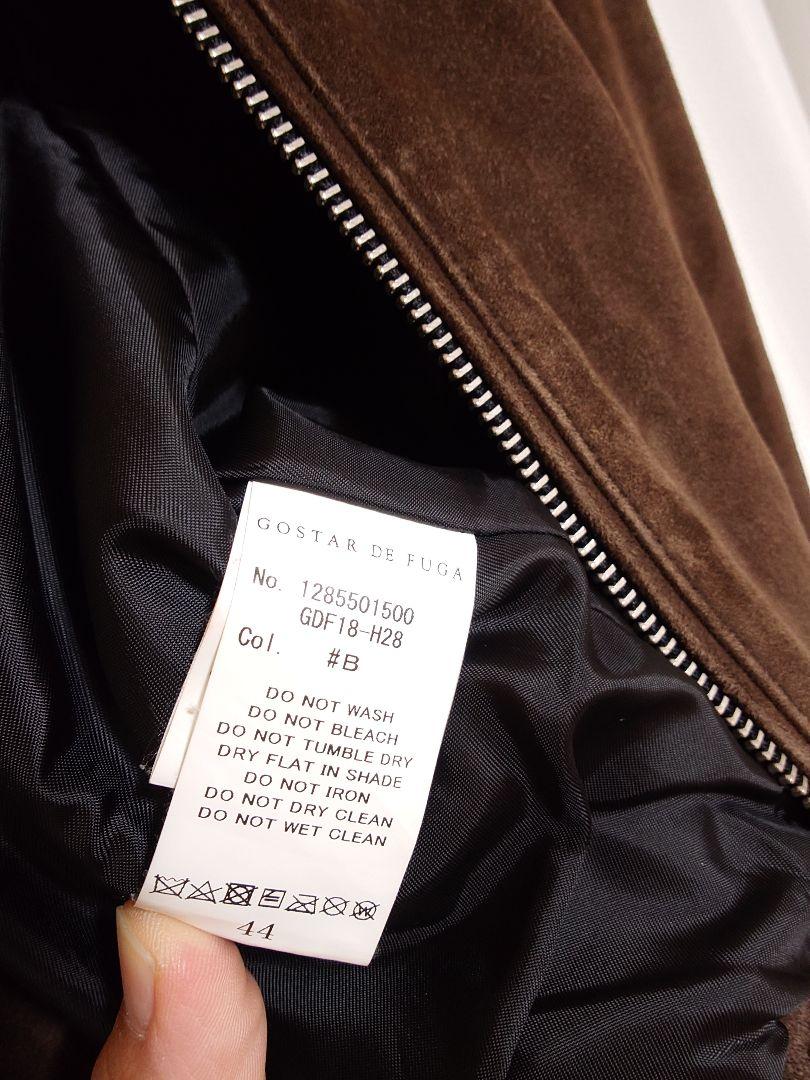 GOSTAR DE FUGA
No. 1285501500
GDF18-H28
Col. #B
DO NOT WASH
DO NOT BLEACH
DO NOT TUMBLE DRY
DRY FLAT IN SHADE
DO NOT IRON
DO NOT DRY CLEAN
DO NOT WET CLEAN
W
44